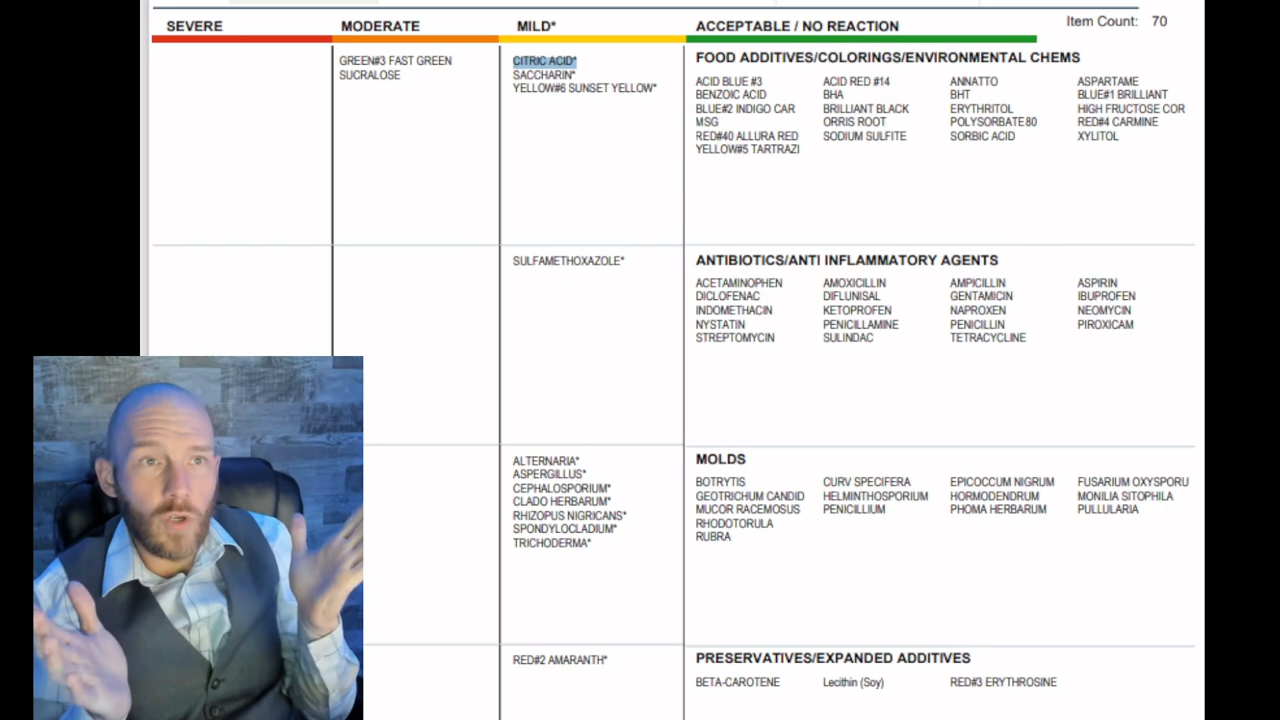 Item Count: 70
SEVERE MODERATE MILD* ACCEPTABLE / NO REACTION
GREEN#3 FAST GREEN
SUCRALOSE
CITRIC ACID*
SACCHARIN*
YELLOW#6 SUNSET YELLOW*
FOOD ADDITIVES/COLORINGS/ENVIRONMENTAL CHEMS
ACID BLUE #3 ACID RED #14 ANNATTO ASPARTAME
BENZOIC ACID BHA BHT BLUE#1 BRILLIANT
BLUE#2 INDIGO CAR BRILLIANT BLACK ERYTHRITOL HIGH FRUCTOSE COR
MSG ORRIS ROOT POLYSORBATE80 RED#4 CARMINE
RED#40 ALLURA RED SODIUM SULFITE SORBIC ACID XYLITOL
YELLOW#5 TARTRAZI
SULFAMETHOXAZOLE*
ANTIBIOTICS/ANTI INFLAMMATORY AGENTS
ACETAMINOPHEN AMOXICILLIN AMPICILLIN ASPIRIN
DICLOFENAC DIFLUNISAL GENTAMICIN IBUPROFEN
INDOMETHACIN KETOPROFEN NAPROXEN NEOMYCIN
NYSTATIN PENICILLAMINE PENICILLIN PIROXICAM
STREPTOMYCIN SULINDAC TETRACYCLINE
ALTERNARIA*
ASPERGILLUS*
CEPHALOSPORIUM*
CLADO HERBARUM*
RHIZOPUS NIGRICANS*
SPONDYLOCLADIUM*
TRICHODERMA*
MOLDS
BOTRYTIS CURV SPECIFERA EPICOCCUM NIGRUM FUSARIUM OXYSPORU
GEOTRICHUM CANDID HELMINTHOSPORIUM HORMODENDRUM MONILIA SITOPHILA
MUCOR RACEMOSUS PENICILLIUM PHOMA HERBARUM PULLULARIA
RHODOTORULA
RUBRA
RED#2 AMARANTH*
PRESERVATIVES/EXPANDED ADDITIVES
BETA-CAROTENE Lecithin (Soy) RED#3 ERYTHROSINE